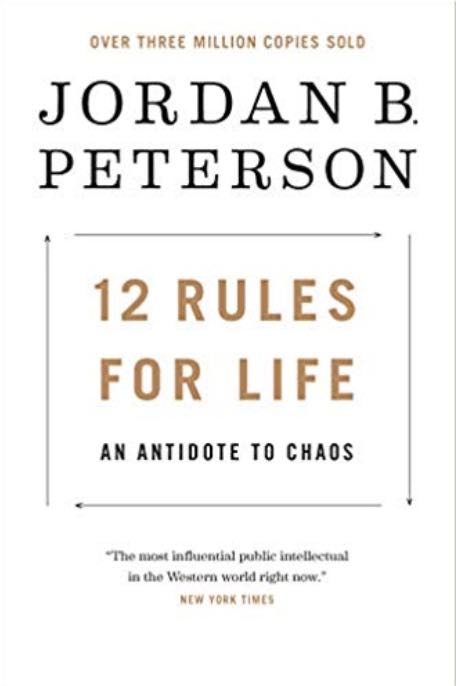 OVER THREE MILLION COPIES SOLD
JORDAN B.
PETERSON
12 RULES
FOR LIFE
AN ANTIDOTE TO CHAOS
“The most influential public intellectual
in the Western world right now.”
NEW YORK TIMES